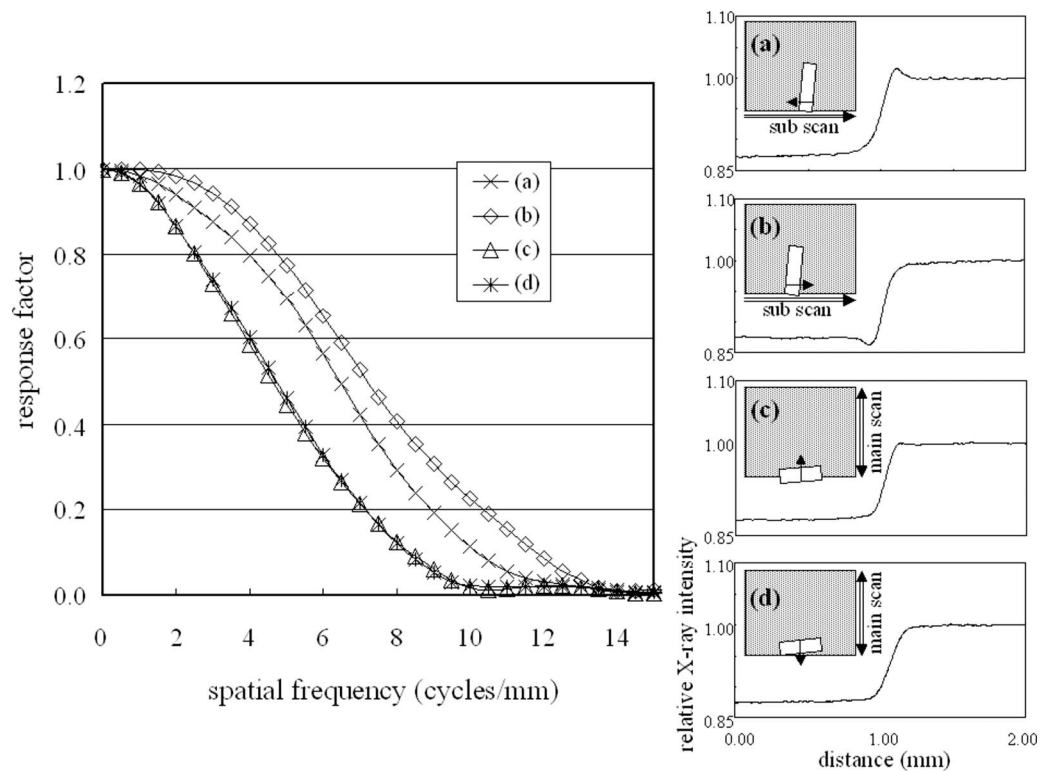 response factor
1.2
1.0
0.8
0.6
0.4
0.2
0.0
0 2 4 6 8 10 12 14
spatial frequency (cycles/mm)
(a)
(b)
(c)
(d)
relative X-ray intensity
1.10
1.00
0.85
(a)
sub scan
1.10
1.00
0.85
(b)
sub scan
1.10
1.00
0.85
(c)
main scan
1.10
1.00
0.85
(d)
main scan
0.00 1.00 2.00
distance (mm)